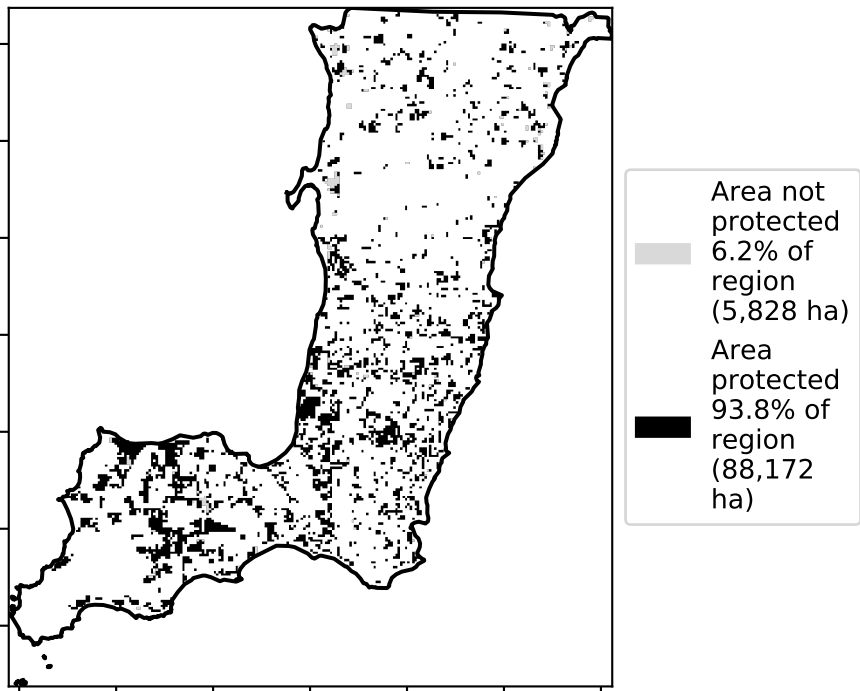 Area not
protected
6.2% of
region
(5,828 ha)
Area
protected
93.8% of
region
(88,172
ha)